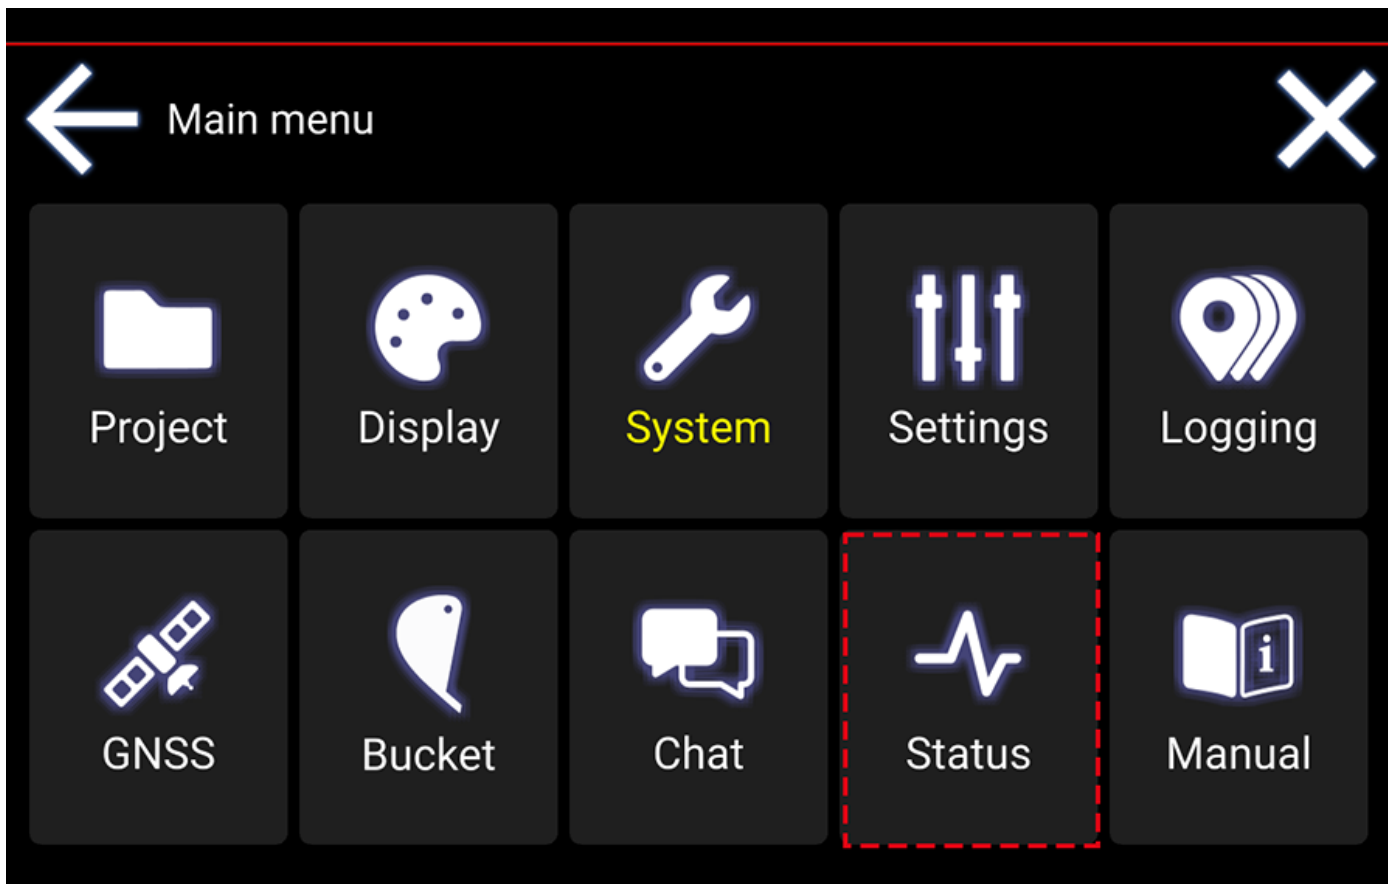 Main menu
Project Display System Settings Logging
i
GNSS Bucket Chat Status Manual